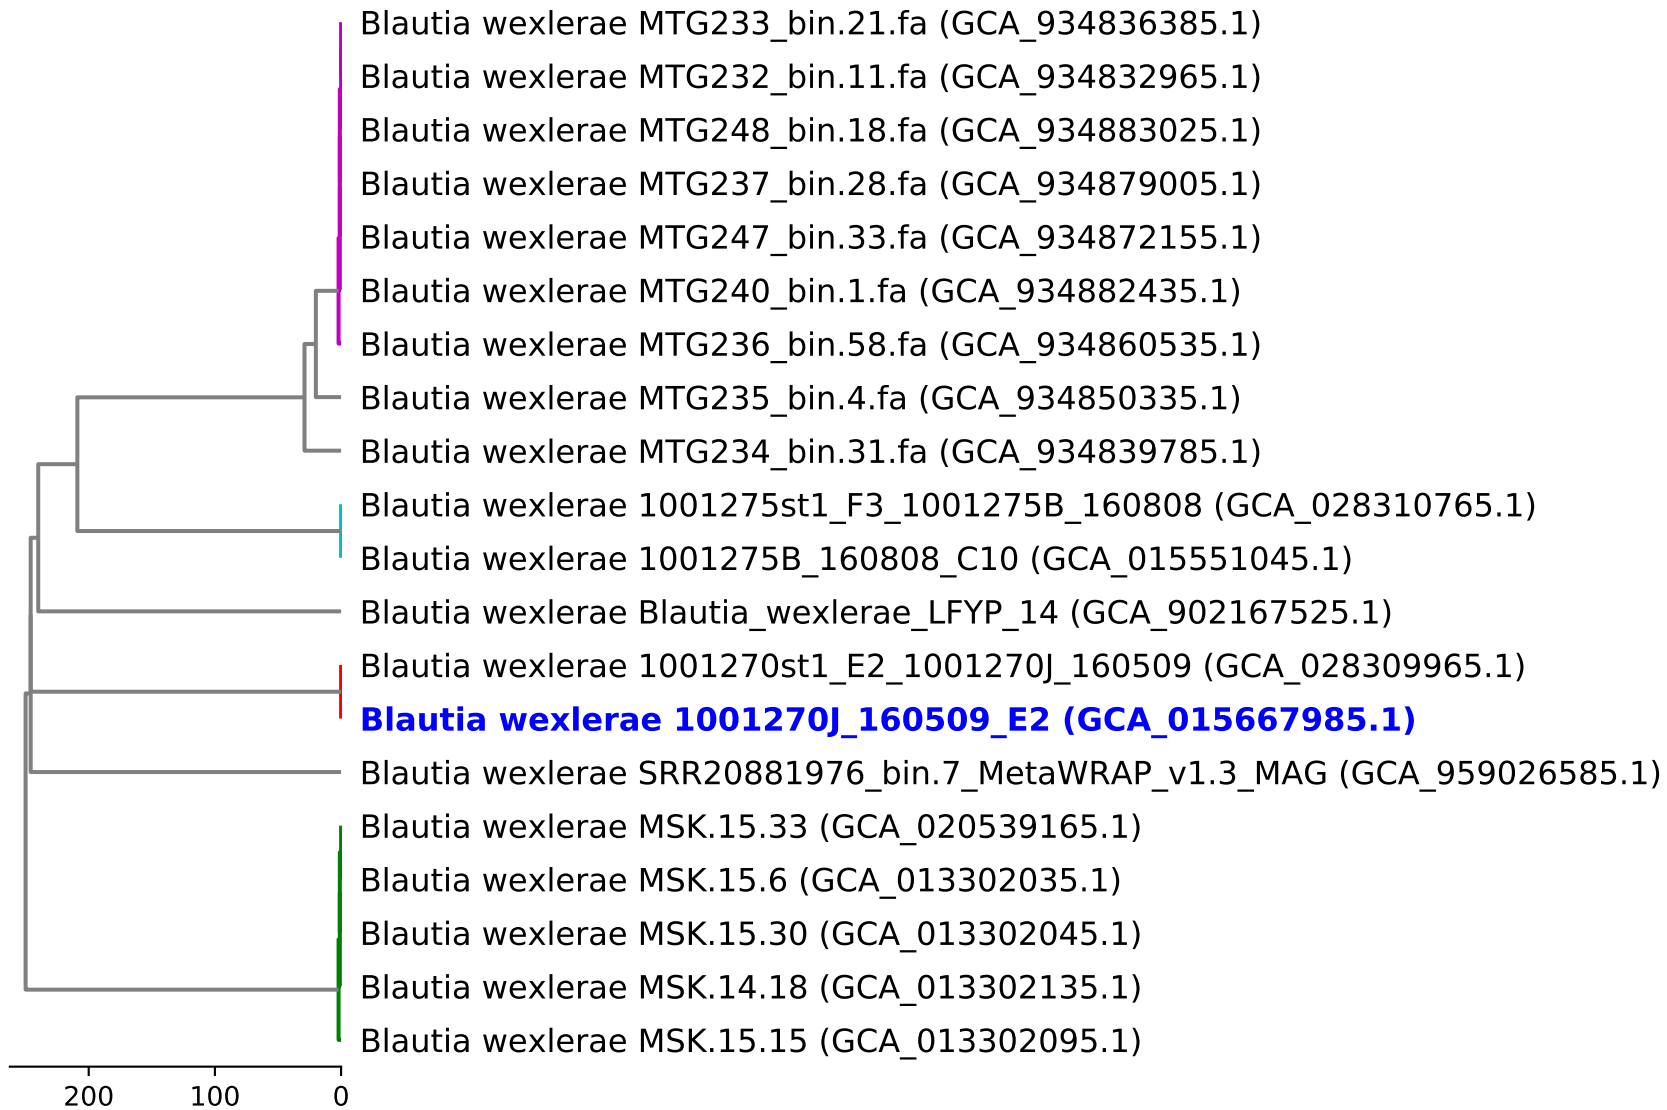 Blautia wexlerae MTG233_bin.21.fa (GCA_934836385.1)
Blautia wexlerae MTG232_bin.11.fa (GCA_934832965.1)
Blautia wexlerae MTG248_bin.18.fa (GCA_934883025.1)
Blautia wexlerae MTG237_bin.28.fa (GCA_934879005.1)
Blautia wexlerae MTG247_bin.33.fa (GCA_934872155.1)
Blautia wexlerae MTG240_bin.1.fa (GCA_934882435.1)
Blautia wexlerae MTG236_bin.58.fa (GCA_934860535.1)
Blautia wexlerae MTG235_bin.4.fa (GCA_934850335.1)
Blautia wexlerae MTG234_bin.31.fa (GCA_934839785.1)
Blautia wexlerae 1001275st1_F3_1001275B_160808 (GCA_028310765.1)
Blautia wexlerae 1001275B_160808_C10 (GCA_015551045.1)
Blautia wexlerae Blautia_wexlerae_LFYP_14 (GCA_902167525.1)
Blautia wexlerae 1001270st1_E2_1001270J_160509 (GCA_028309965.1)
Blautia wexlerae 1001270J_160509_E2 (GCA_015667985.1)
Blautia wexlerae SRR20881976_bin.7_MetaWRAP_v1.3_MAG (GCA_959026585.1)
Blautia wexlerae MSK.15.33 (GCA_020539165.1)
Blautia wexlerae MSK.15.6 (GCA_013302035.1)
Blautia wexlerae MSK.15.30 (GCA_013302045.1)
Blautia wexlerae MSK.14.18 (GCA_013302135.1)
Blautia wexlerae MSK.15.15 (GCA_013302095.1)
200 100 0